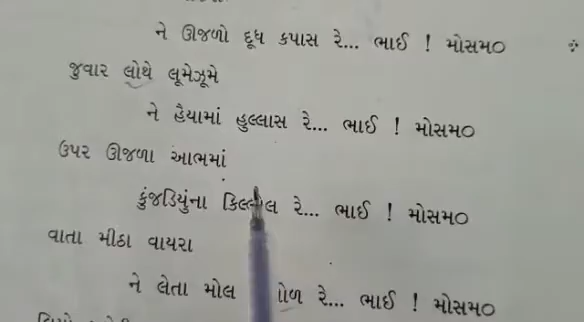 ને ઊજળો દૂધ કપાસ રે... ભાઈ ! મોસમ૦
જુવાર લોથે લૂમેઝૂમે
ને હૈયામાં હુલ્લાસ રે... ભાઈ ! મોસમ૦
ઉપર ઊજળા આભમાં
કુંજડિયુંના રે... ભાઈ ! મોસમ૦
વાતા મીઠા વાયરા
ને લેતા મોલ રે... ભાઈ ! મોસમ૦